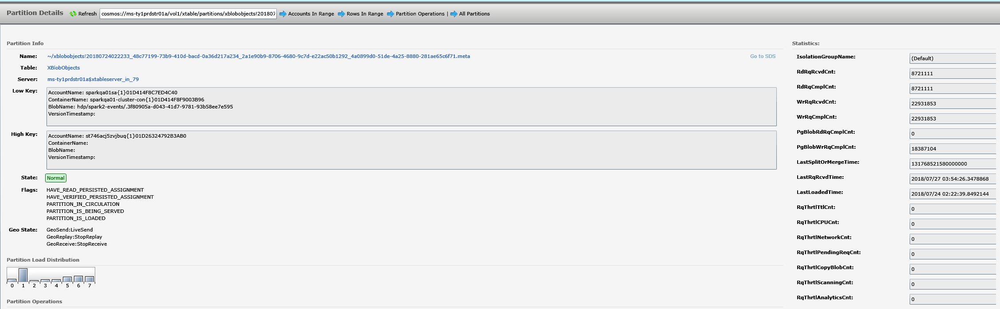 Partition Details Refresh cosmos://ms-ty1prdstr01a/vol1/xtable/partitions/xblobobjects!201807 Accounts In Range Rows In Range Partition Operations | All Partitions
Partition Info
Name: ~/xblobobjects!20180724022233_48c77199-73b9-410d-bacd-0a36d217a234_2a1e90b9-8706-4680-9c7d-e22ac50b1292_4a0899d0-51de-4a25-8880-281ae65c6f71.meta Go to SDS
Table: XBlobObjects
Server: ms-ty1prdstr01a$xtableserver_in_79
Low Key: AccountName: sparkqa01sa{1}01D414F8C7ED4C40
ContainerName: sparkqa01-cluster-con{1}01D414F8F9003B96
BlobName: hdp/spark2-events/.3f80905a-d043-41d7-9781-93b58ee7e595
VersionTimestamp:
High Key: AccountName: st746acj5zvjbuq{1}01D26324792B3AB0
ContainerName:
BlobName:
VersionTimestamp:
State: Normal
Flags: HAVE_READ_PERSISTED_ASSIGNMENT
HAVE_VERIFIED_PERSISTED_ASSIGNMENT
PARTITION_IN_CIRCULATION
PARTITION_IS_BEING_SERVED
PARTITION_IS_LOADED
Geo State: GeoSend:LiveSend
GeoReplay:StopReplay
GeoReceive:StopReceive
Partition Load Distribution
0 1 2 3 4 5 6 7
Partition Operations
Statistics:
IsolationGroupName: (Default)
RdRqRcvdCnt: 8721111
RdRqCmplCnt: 8721111
WrRqRcvdCnt: 22931853
WrRqCmplCnt: 22931853
PgBlobRdRqCmplCnt: 0
PgBlobWrRqCmplCnt: 18387104
LastSplitOrMergeTime: 131768521580000000
LastRqRcvdTime: 2018/07/27 03:54:26.3478868
LastLoadedTime: 2018/07/24 02:22:39.8492144
RqThrtlTtlCnt: 0
RqThrtlCPUCnt: 0
RqThrtlNetworkCnt: 0
RqThrtlPendingReqCnt: 0
RqThrtlCopyBlobCnt: 0
RqThrtlScanningCnt: 0
RqThrtlAnalyticsCnt: 0